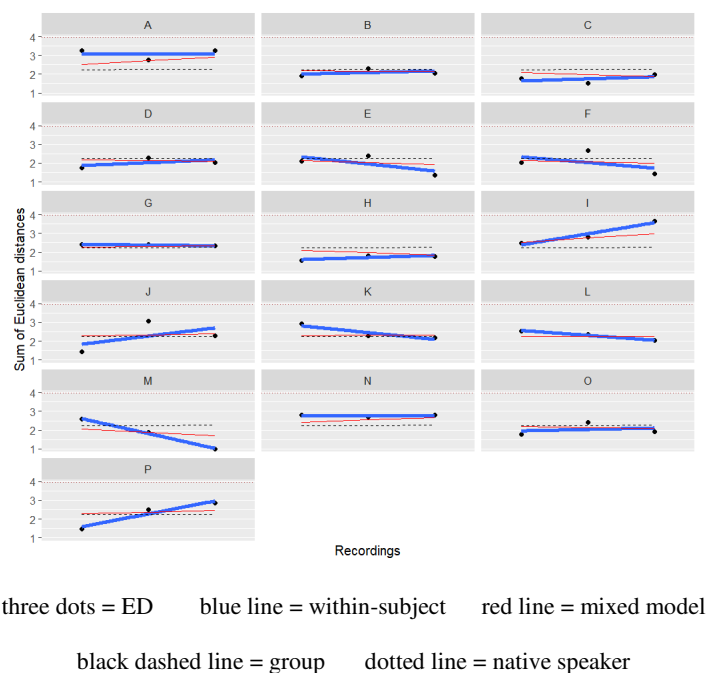 A B C
4
3
2
1
D E F
4
3
2
1
G H I
4
3
2
1
J K L
4
3
2
1
M N O
4
3
2
1
P
4
3
2
1
Sum of Euclidean distances
Recordings
three dots = ED blue line = within-subject red line = mixed model
black dashed line = group dotted line = native speaker